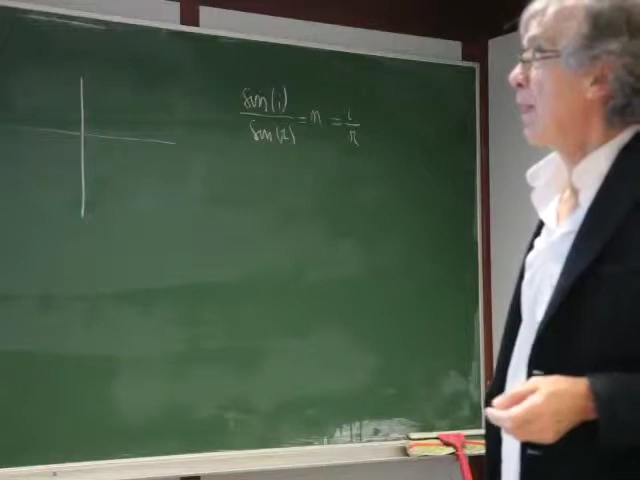 sin(i)/sin(r) = n = i/r